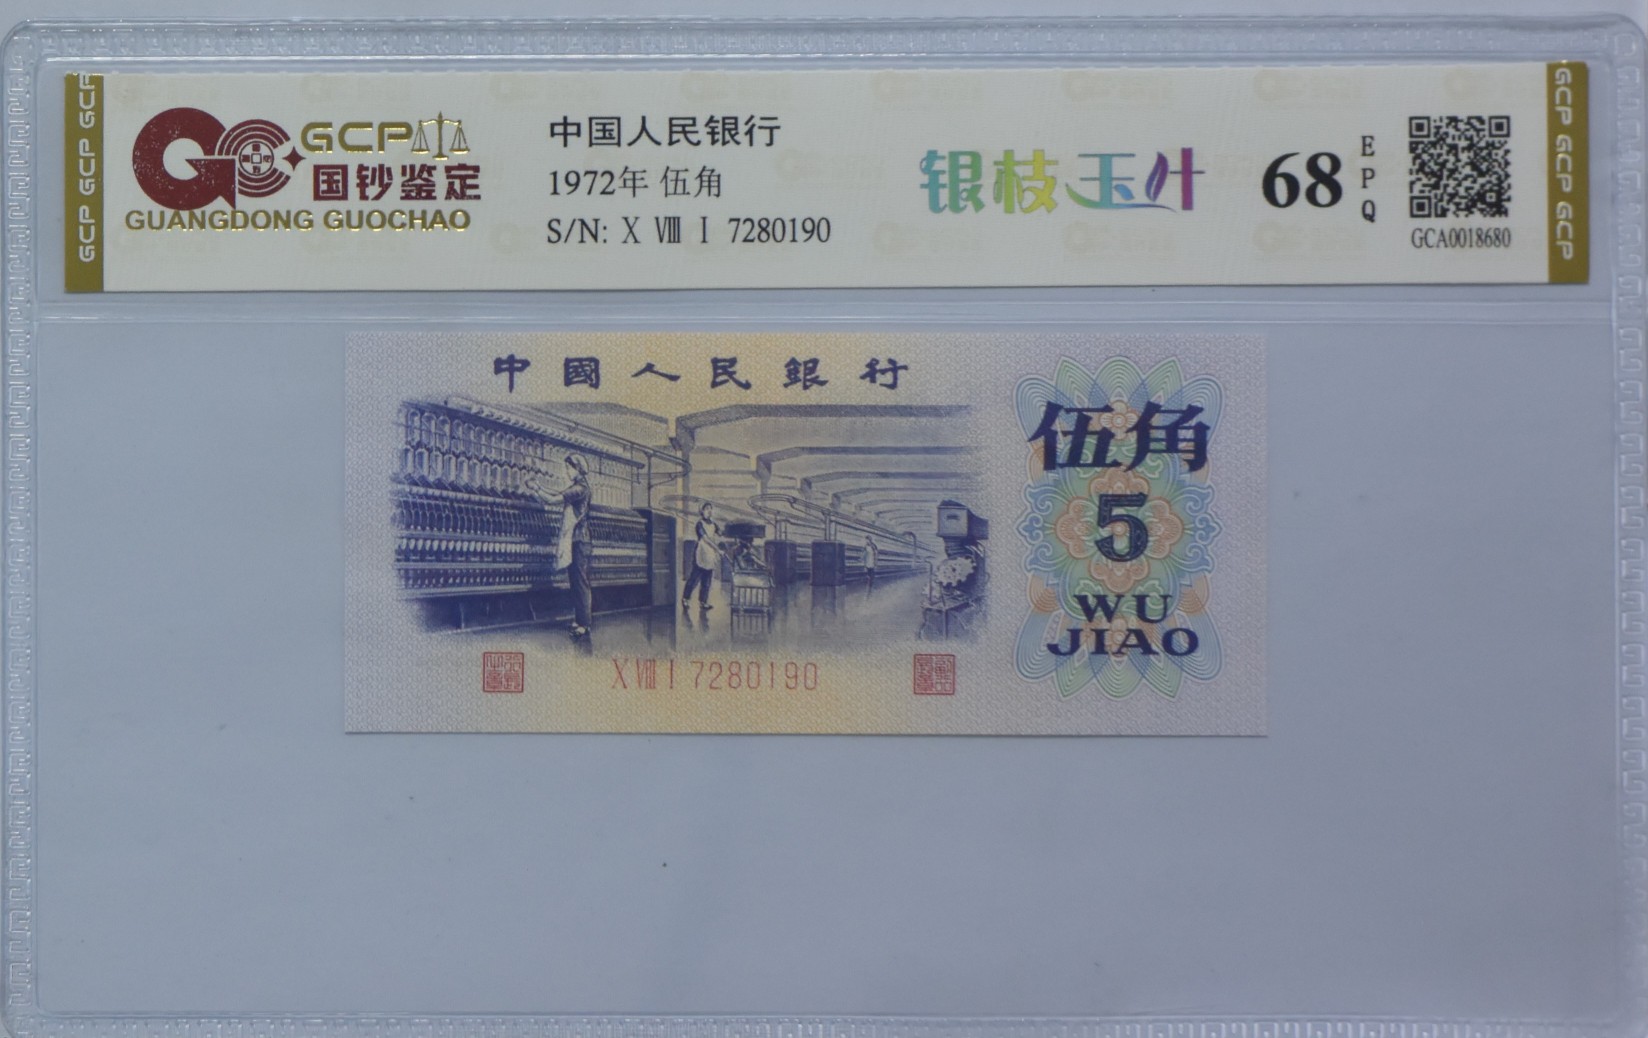 GCP GCP GCP
GCP
国钞鉴定
GUANGDONG GUOCHAO
中国人民银行
1972年 伍角
S/N: X Ⅷ I 7280190
银枝玉叶
68
EPQ
GCA0018680
GCP GCP GCP
中國人民銀行
伍角
5
WU
JIAO
X Ⅷ I 7280190